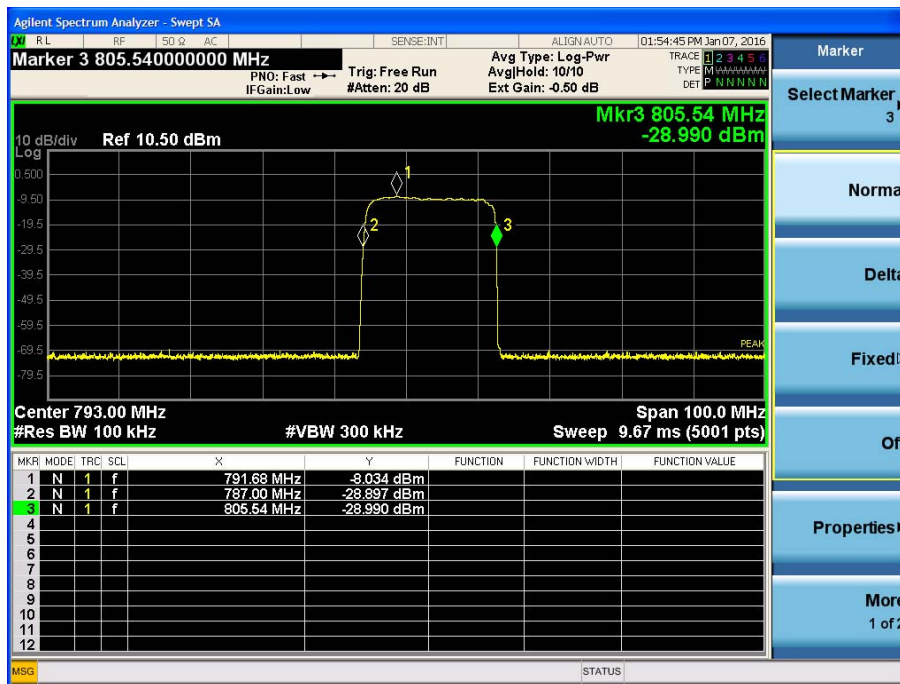 Agilent Spectrum Analyzer - Swept SA
LXI RL RF 50 Ω AC SENSE:INT ALIGN AUTO 01:54:45 PM Jan 07, 2016
Marker 3 805.540000000 MHz
PNO: Fast
IFGain:Low
Trig: Free Run
#Atten: 20 dB
Avg Type: Log-Pwr
Avg|Hold: 10/10
Ext Gain: -0.50 dB
TRACE 1 2 3 4 5 6
TYPE M
DET P N N N N N
Mkr3 805.54 MHz
-28.990 dBm
10 dB/div Ref 10.50 dBm
Log
0.500
-9.50
-19.5
-29.5
-39.5
-49.5
-59.5
-69.5
-79.5
1
2
3
PEAK
Center 793.00 MHz Span 100.0 MHz
#Res BW 100 kHz #VBW 300 kHz Sweep 9.67 ms (5001 pts)
MKR MODE TRC SCL X Y FUNCTION FUNCTION WIDTH FUNCTION VALUE
1 N 1 f 791.68 MHz -8.034 dBm
2 N 1 f 787.00 MHz -28.897 dBm
3 N 1 f 805.54 MHz -28.990 dBm
4
5
6
7
8
9
10
11
12
MSG STATUS
Marker
Select Marker
3
Norma
Delta
Fixed
Of
Properties
More
1 of 2